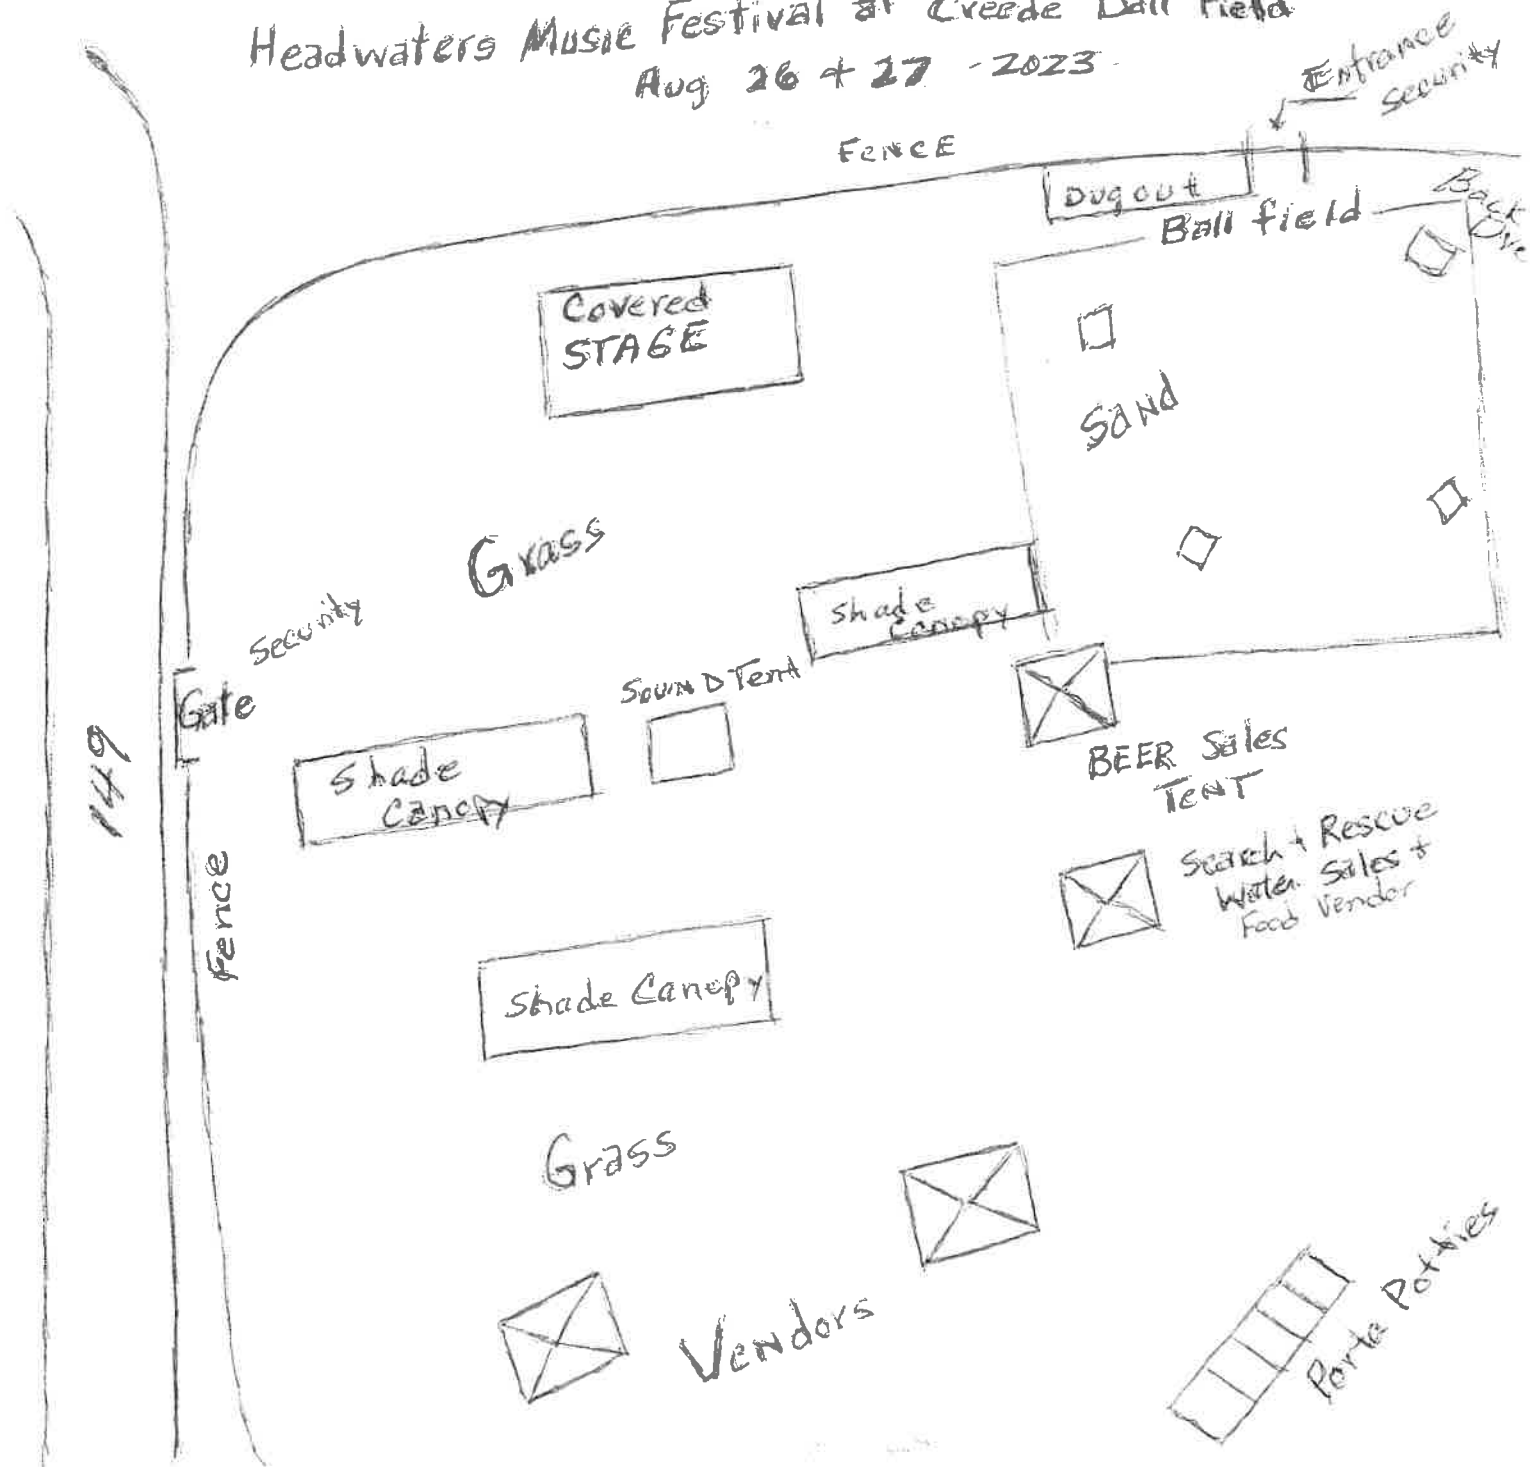 Headwaters Music Festival at Creede Ball Field
Aug 26 + 27 - 2023
Entrance
security
FENCE
Dugout
Ball field
Back
Covered
STAGE
SAND
Grass
Security
Shade
Canopy
Gate
SOUND Tent
149
Shade
Canopy
BEER Sales
TENT
Search + Rescue
Water Sales +
Food Vendor
Fence
Shade Canopy
Grass
Vendors
Porta Potties